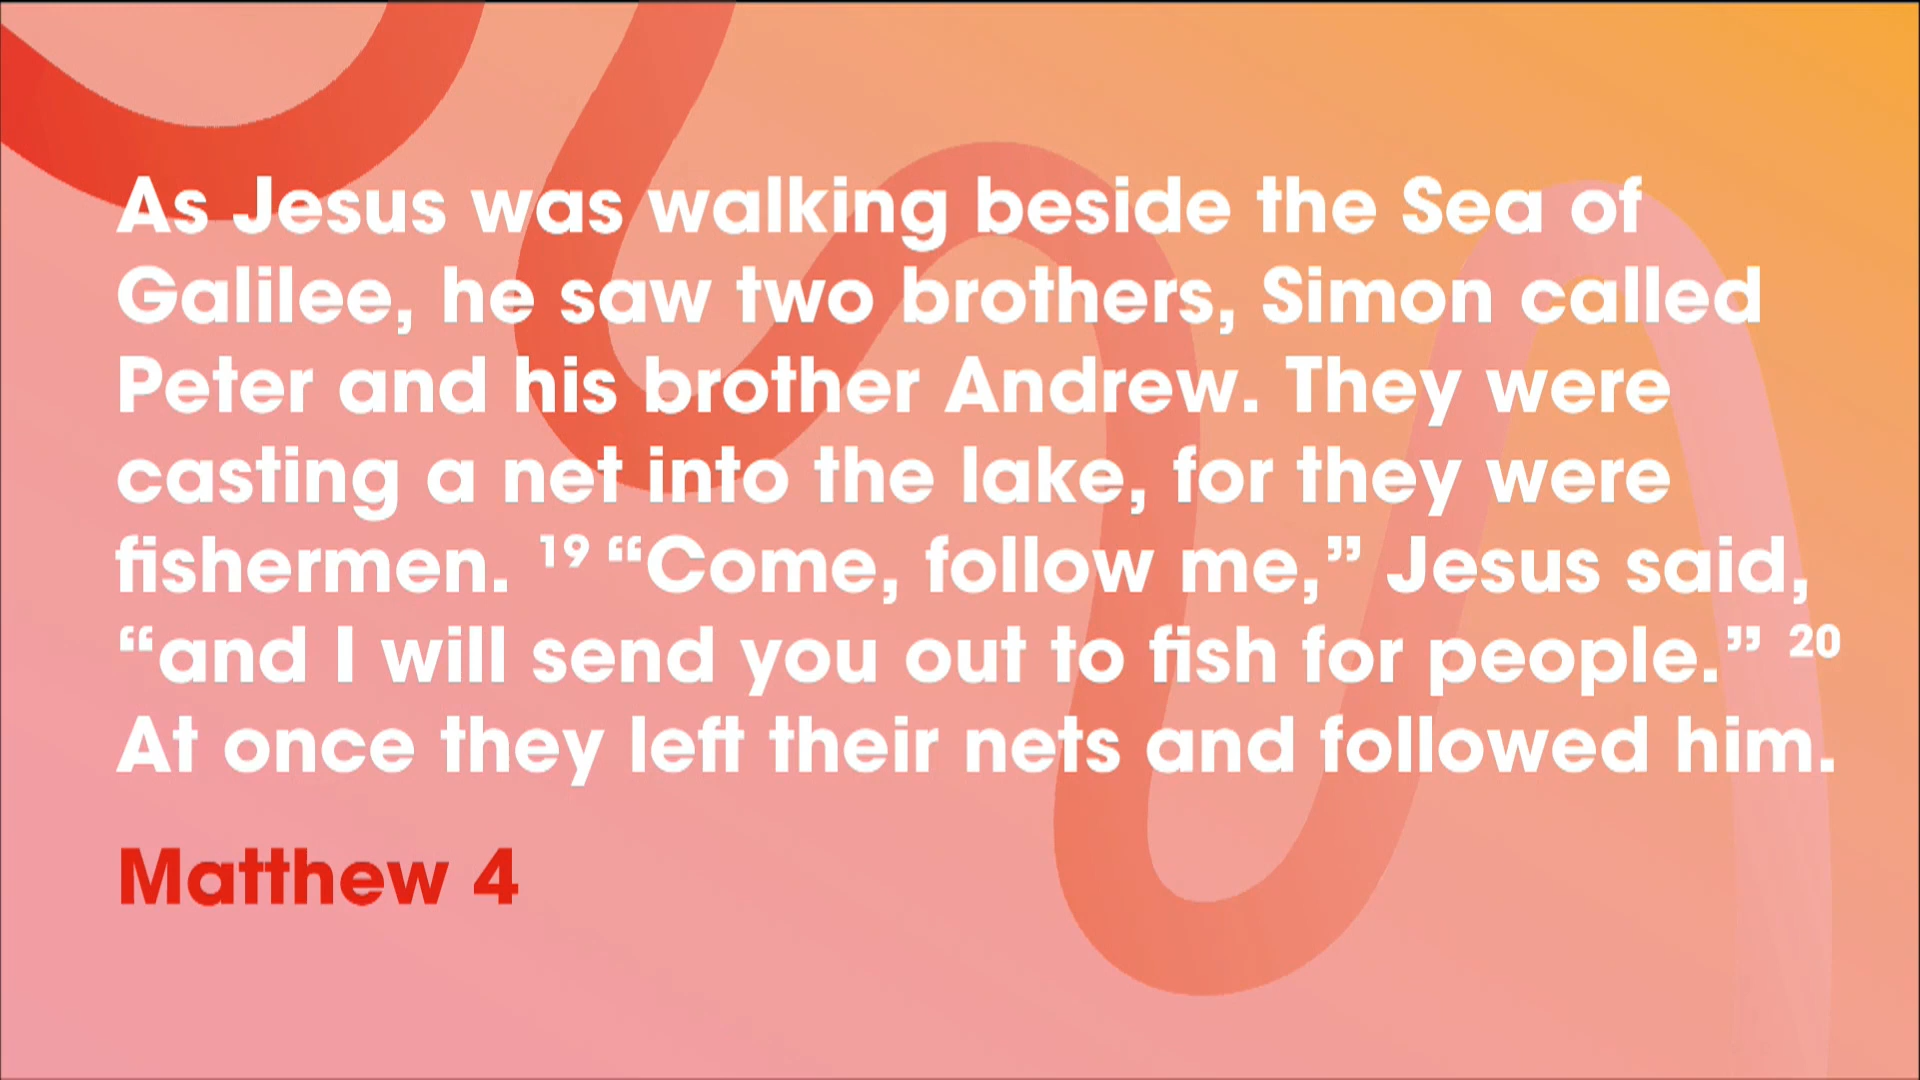 As Jesus was walking beside the Sea of
Galilee, he saw two brothers, Simon called
Peter and his brother Andrew. They were
casting a net into the lake, for they were
fishermen. ¹⁹ “Come, follow me,” Jesus said,
“and I will send you out to fish for people.” ²⁰
At once they left their nets and followed him.
Matthew 4